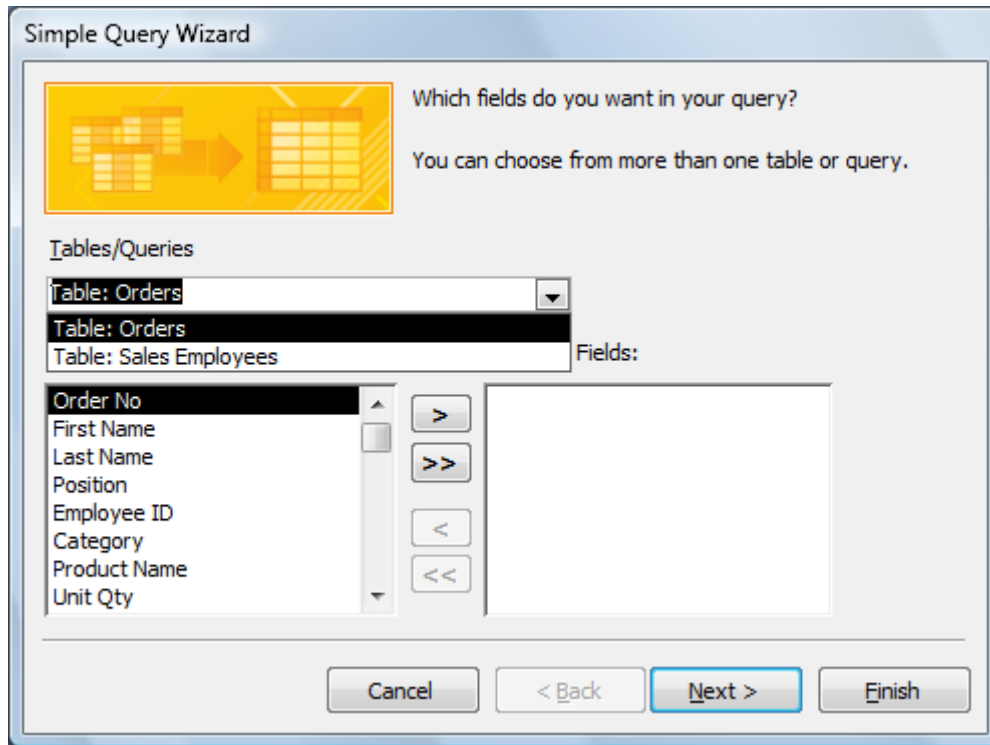 Simple Query Wizard
Which fields do you want in your query?
You can choose from more than one table or query.
Tables/Queries
Table: Orders
Table: Orders
Table: Sales Employees
Fields:
Order No
First Name
Last Name
Position
Employee ID
Category
Product Name
Unit Qty
>
>>
<
<<
Cancel
< Back
Next >
Finish